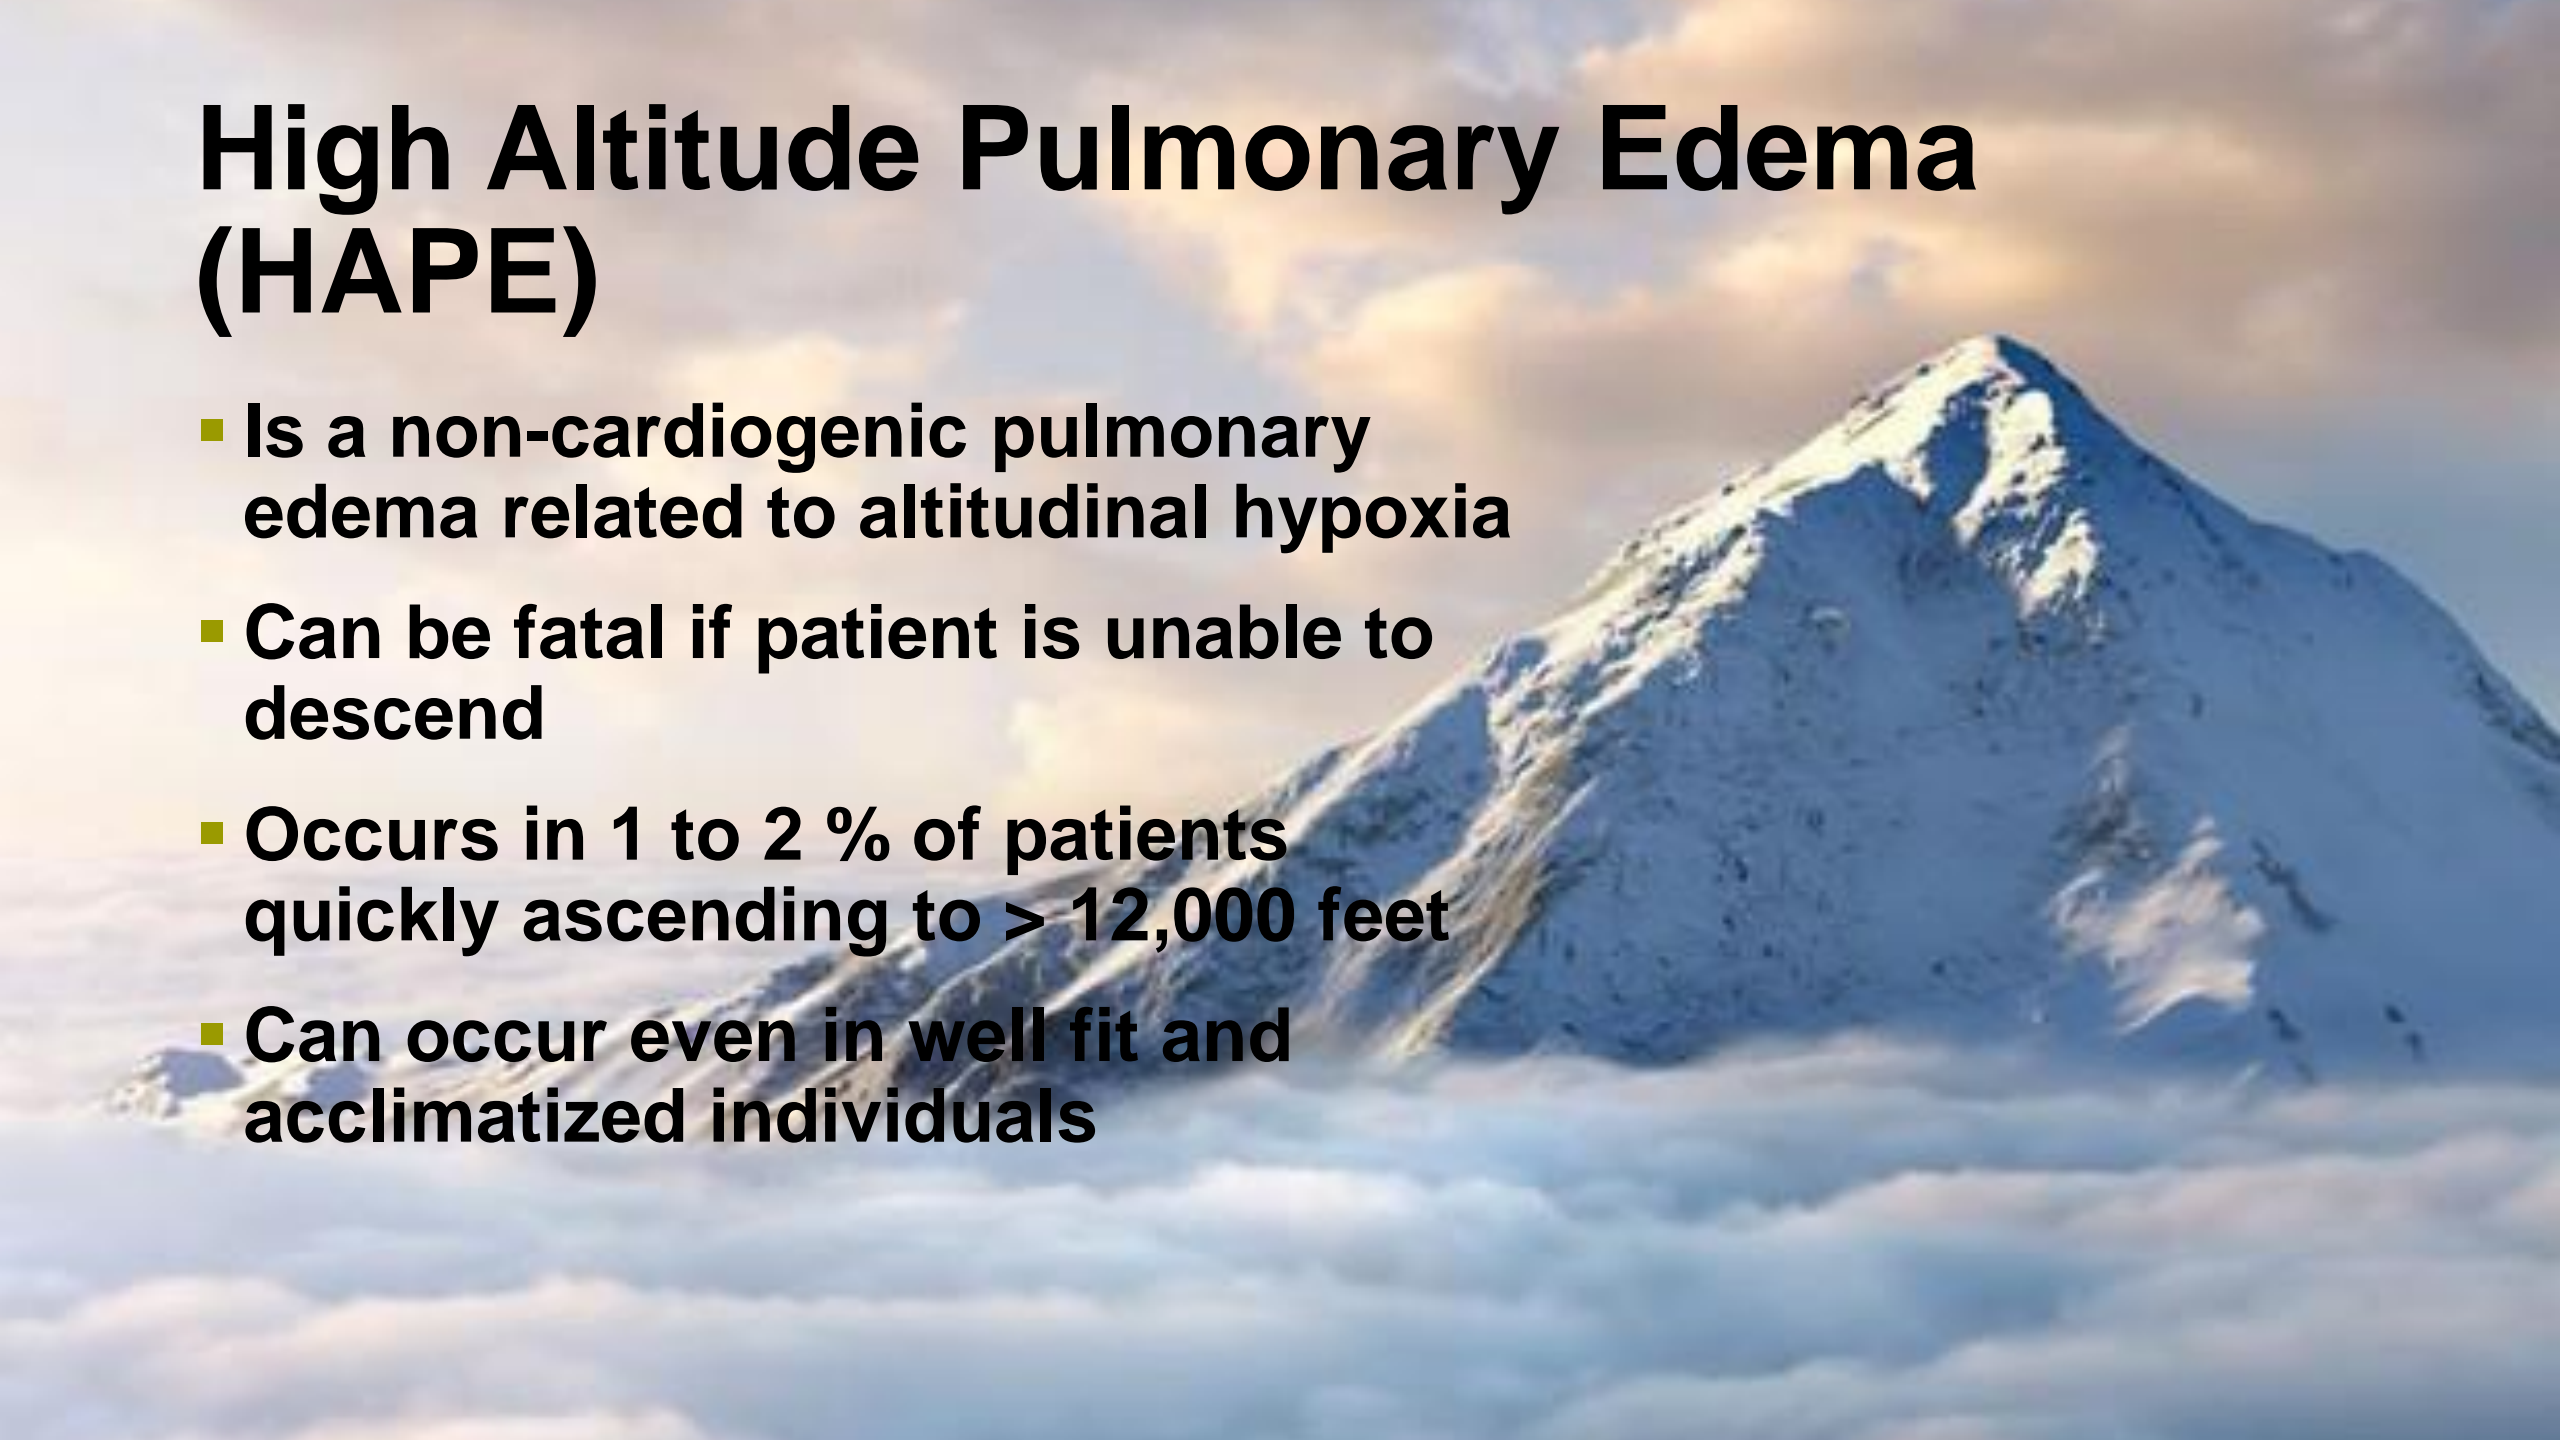 High Altitude Pulmonary Edema
(HAPE)
▪ Is a non-cardiogenic pulmonary
edema related to altitudinal hypoxia
▪ Can be fatal if patient is unable to
descend
▪ Occurs in 1 to 2 % of patients
quickly ascending to > 12,000 feet
▪ Can occur even in well fit and
acclimatized individuals